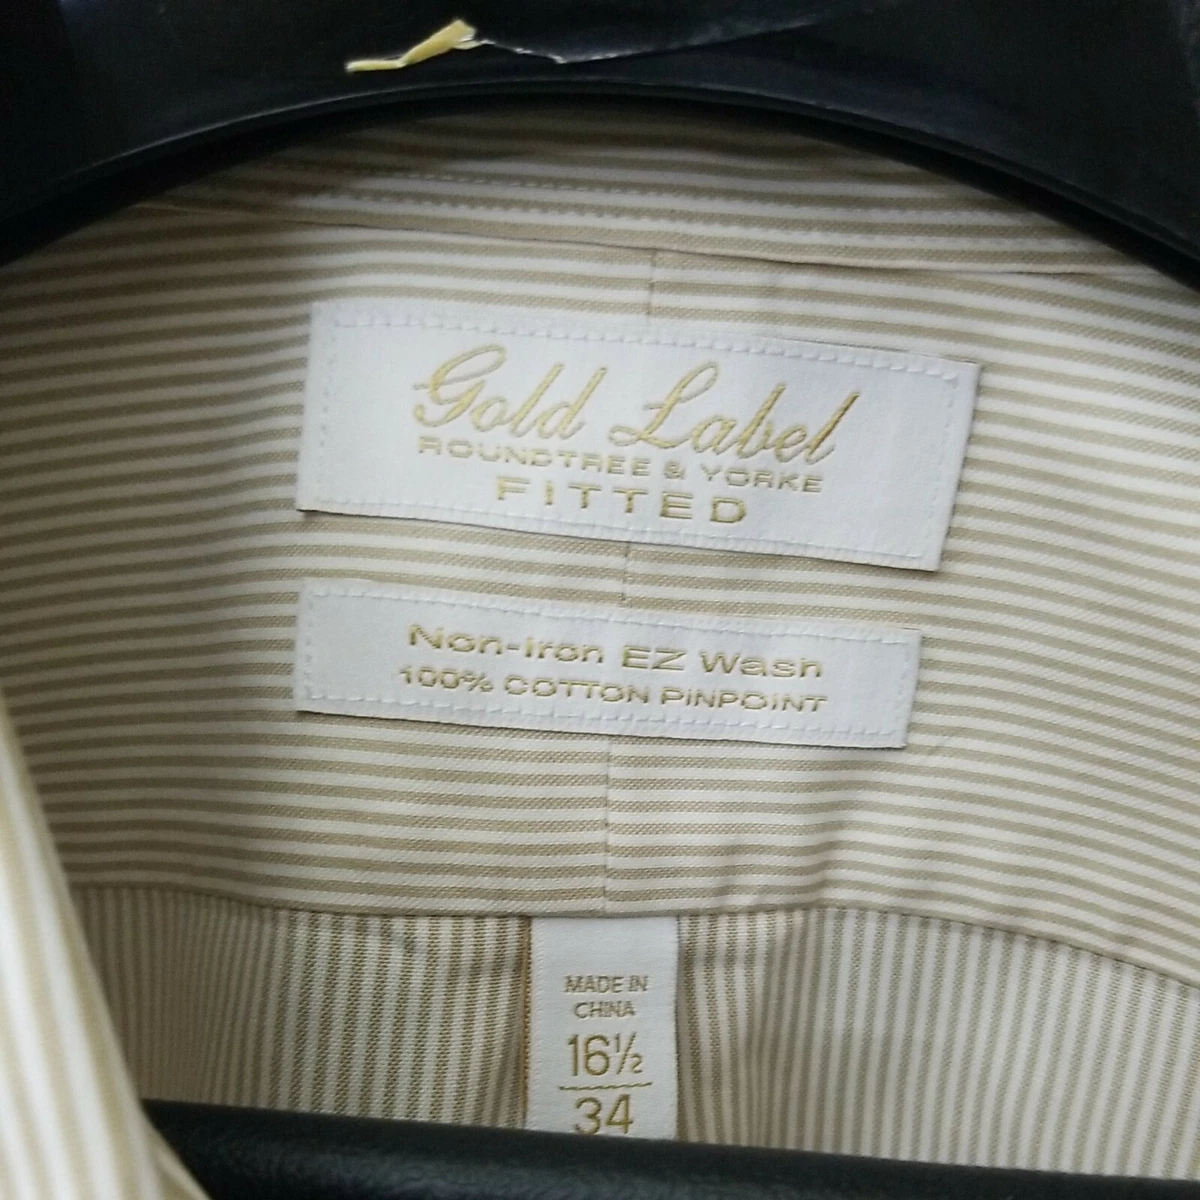 Gold Label
ROUNDTREE & YORKE
FITTED
Non-Iron EZ Wash
100% COTTON PINPOINT
MADE IN
CHINA
16½
34